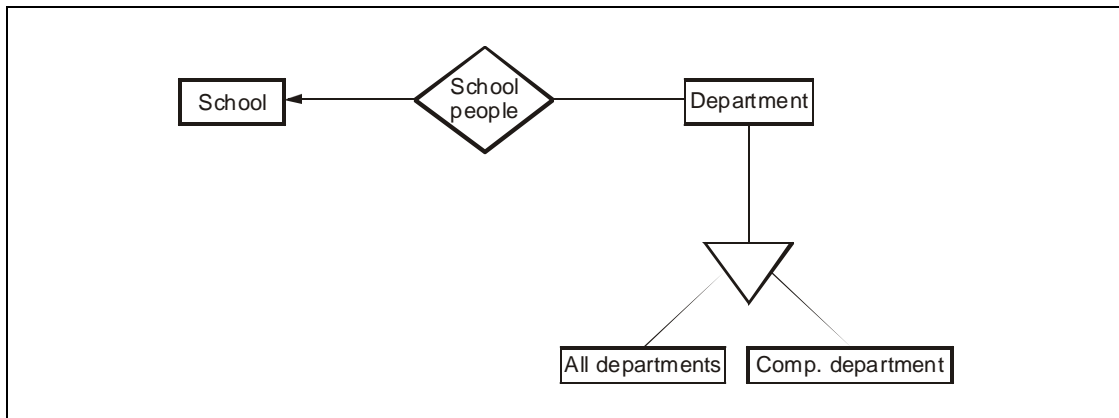 School
School
people
Department
All departments
Comp. department